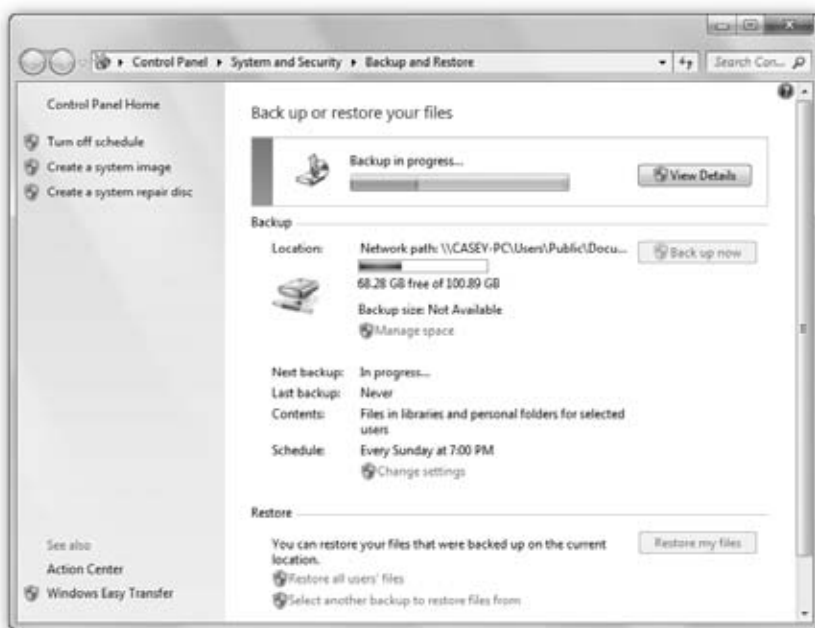 Control Panel ▸ System and Security ▸ Backup and Restore
Search Con...
Control Panel Home
Turn off schedule
Create a system image
Create a system repair disc
See also
Action Center
Windows Easy Transfer
Back up or restore your files
Backup in progress...
View Details
Backup
Location: Network path: \\CASEY-PC\Users\Public\Docu...
Back up now
68.28 GB free of 100.89 GB
Backup size: Not Available
Manage space
Next backup: In progress...
Last backup: Never
Contents: Files in libraries and personal folders for selected
users
Schedule: Every Sunday at 7:00 PM
Change settings
Restore
You can restore your files that were backed up on the current
location.
Restore my files
Restore all users' files
Select another backup to restore files from